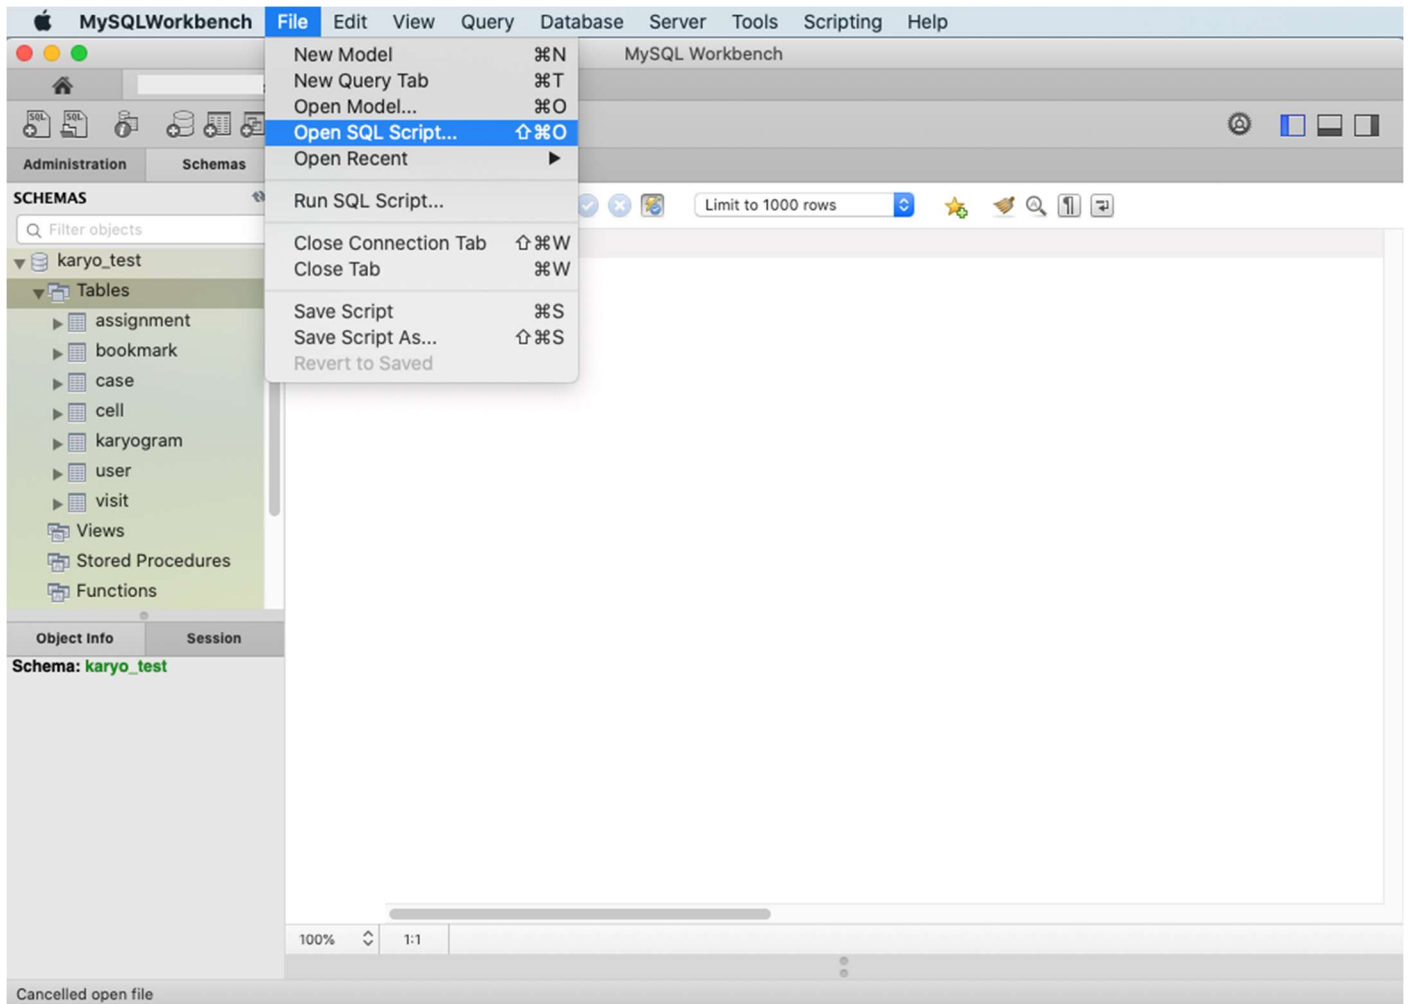 MySQLWorkbench File Edit View Query Database Server Tools Scripting Help
MySQL Workbench
New Model ⌘N
New Query Tab ⌘T
Open Model... ⌘O
Open SQL Script... ⇧⌘O
Open Recent ▶
Run SQL Script...
Close Connection Tab ⇧⌘W
Close Tab ⌘W
Save Script ⌘S
Save Script As... ⇧⌘S
Revert to Saved
SQL SQL
Administration Schemas
SCHEMAS
Limit to 1000 rows
Filter objects
karyo_test
Tables
assignment
bookmark
case
cell
karyogram
user
visit
Views
Stored Procedures
Functions
Object Info Session
Schema: karyo_test
100% 1:1
Cancelled open file